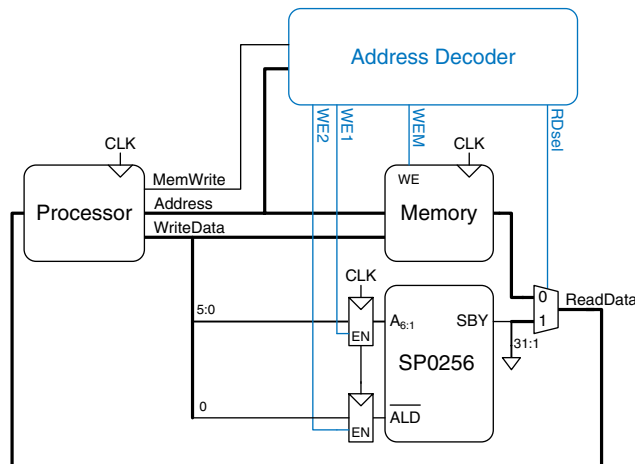 Address Decoder
WE2
WE1
WEM
RDsel
CLK
CLK
MemWrite
WE
Processor
Address
Memory
WriteData
CLK
5:0
A6:1
SBY
0
1
ReadData
EN
31:1
SP0256
0
ALD
EN